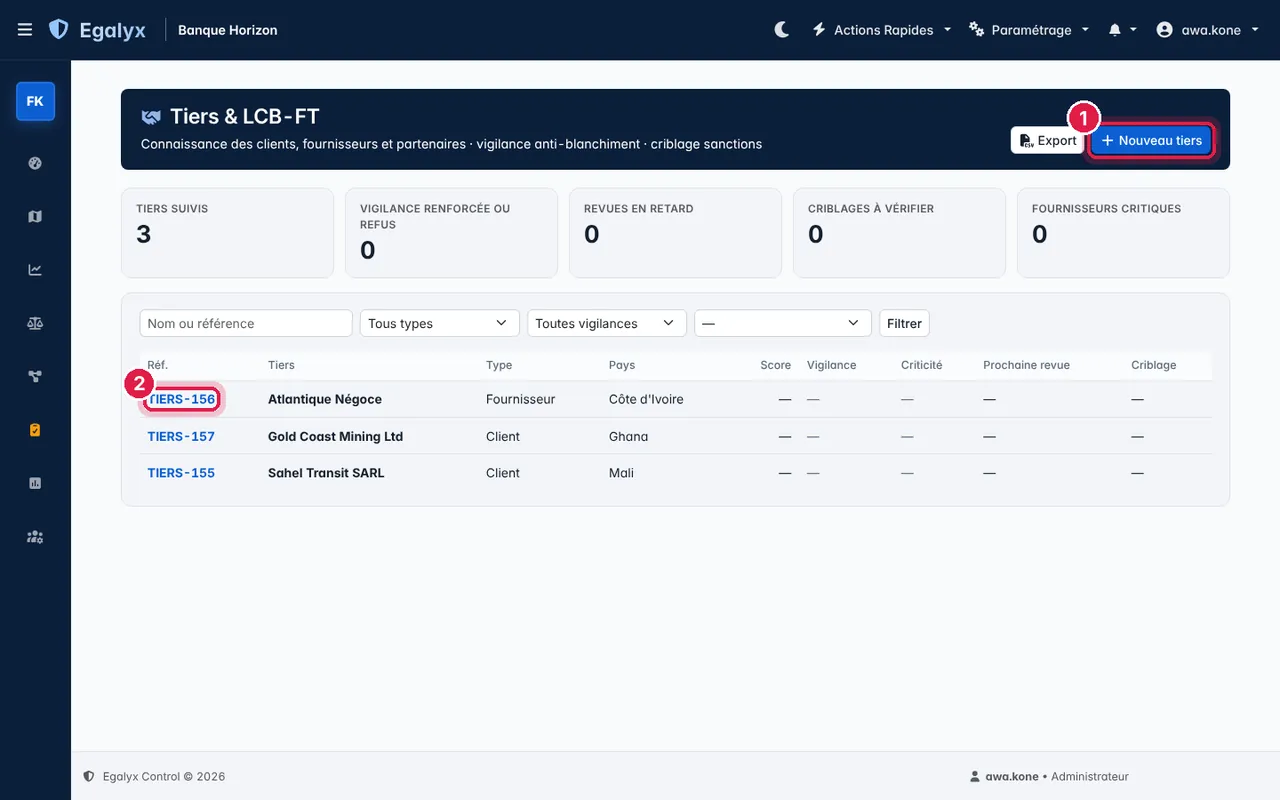 Egalyx
Banque Horizon
Actions Rapides
Paramétrage
awa.kone
FK
Tiers & LCB-FT
Connaissance des clients, fournisseurs et partenaires · vigilance anti-blanchiment · criblage sanctions
Export
1
+ Nouveau tiers
TIERS SUIVIS
3
VIGILANCE RENFORCÉE OU
REFUS
0
REVUES EN RETARD
0
CRIBLAGES À VÉRIFIER
0
FOURNISSEURS CRITIQUES
0
Nom ou référence
Tous types
Toutes vigilances
—
Filtrer
Réf. Tiers Type Pays Score Vigilance Criticité Prochaine revue Criblage
2
TIERS-156 Atlantique Négoce Fournisseur Côte d'Ivoire — — — — —
TIERS-157 Gold Coast Mining Ltd Client Ghana — — — — —
TIERS-155 Sahel Transit SARL Client Mali — — — — —
Egalyx Control © 2026
awa.kone • Administrateur